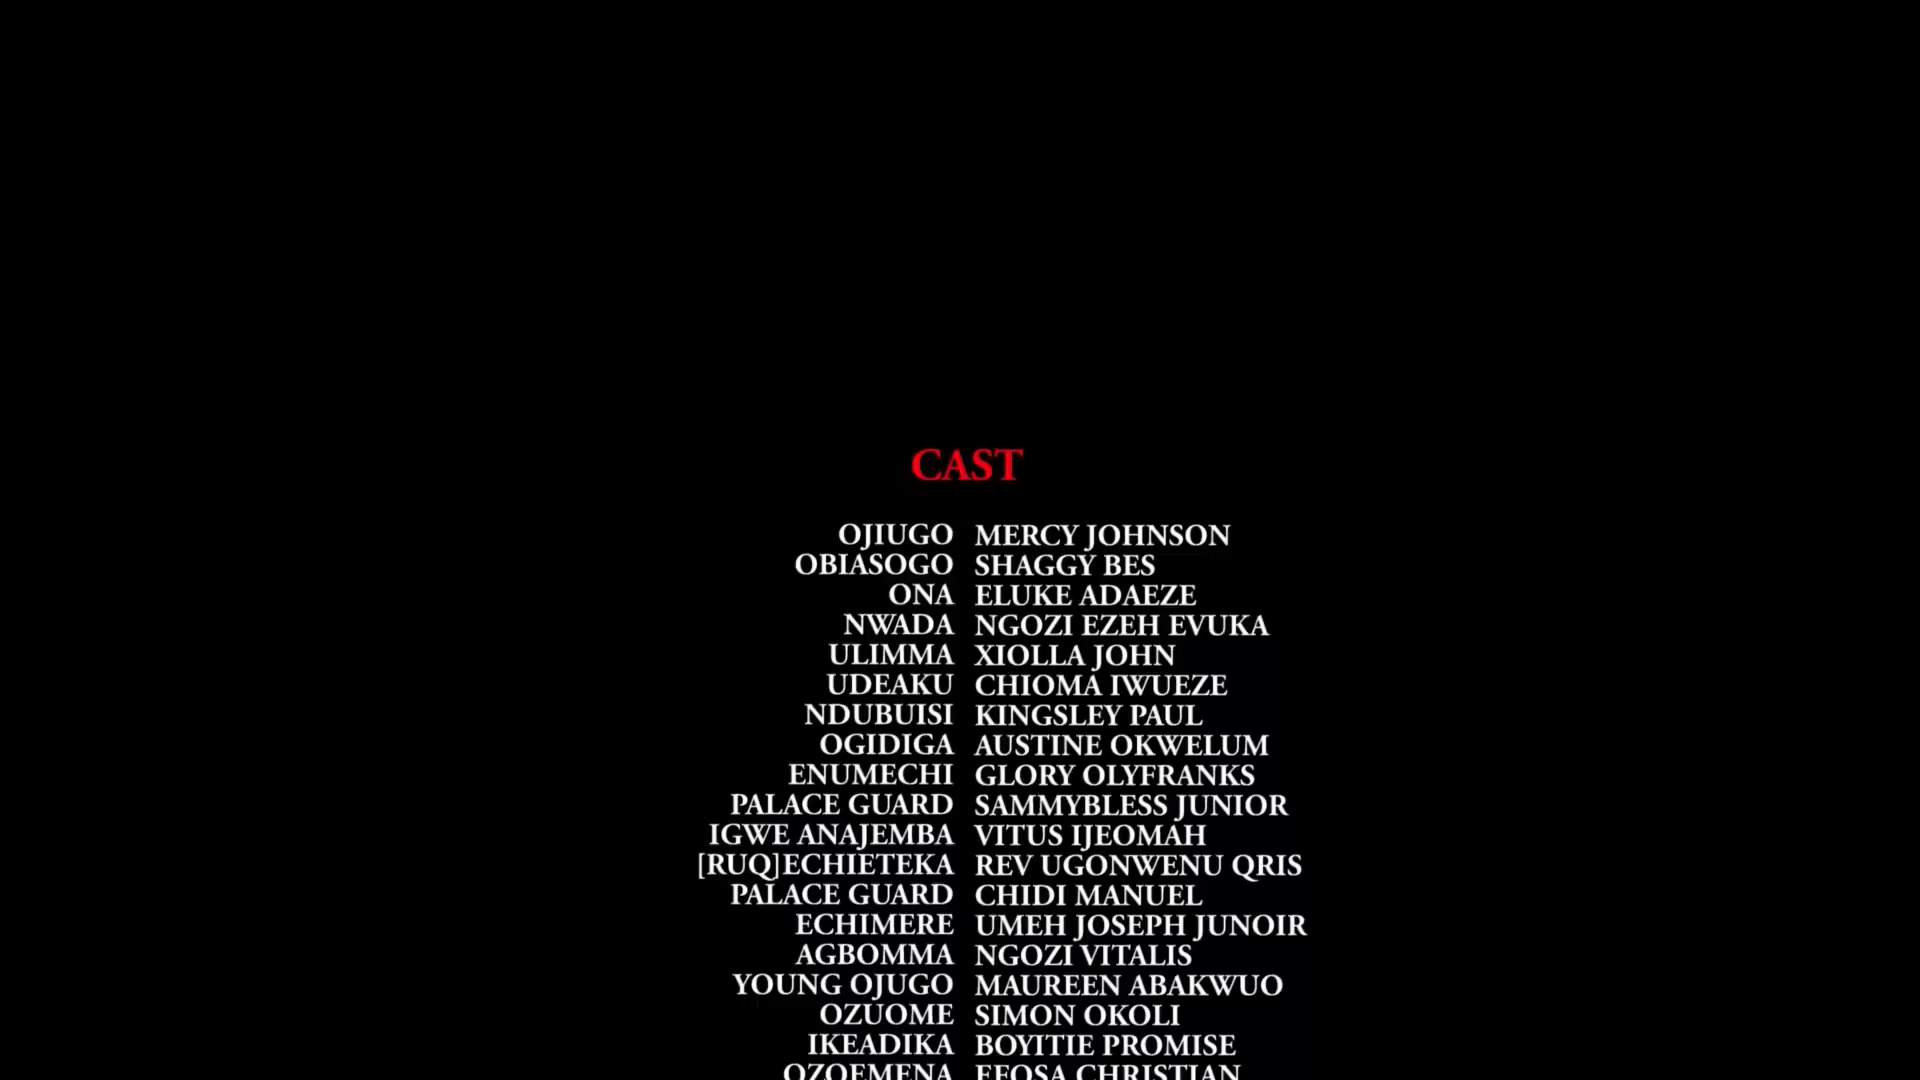 CAST
OJIUGO MERCY JOHNSON
OBIASOGO SHAGGY BES
ONA ELUKE ADAEZE
NWADA NGOZI EZEH EVUKA
ULIMMA XIOLLA JOHN
UDEAKU CHIOMA IWUEZE
NDUBUISI KINGSLEY PAUL
OGIDIGA AUSTINE OKWELUM
ENUMECHI GLORY OLYFRANKS
PALACE GUARD SAMMYBLESS JUNIOR
IGWE ANAJEMBA VITUS IJEOMAH
[RUQ]ECHIETEKA REV UGONWENU QRIS
PALACE GUARD CHIDI MANUEL
ECHIMERE UMEH JOSEPH JUNOIR
AGBOMMA NGOZI VITALIS
YOUNG OJUGO MAUREEN ABAKWUO
OZUOME SIMON OKOLI
IKEADIKA BOYITIE PROMISE
OZOEMENA EFOSA CHRISTIAN